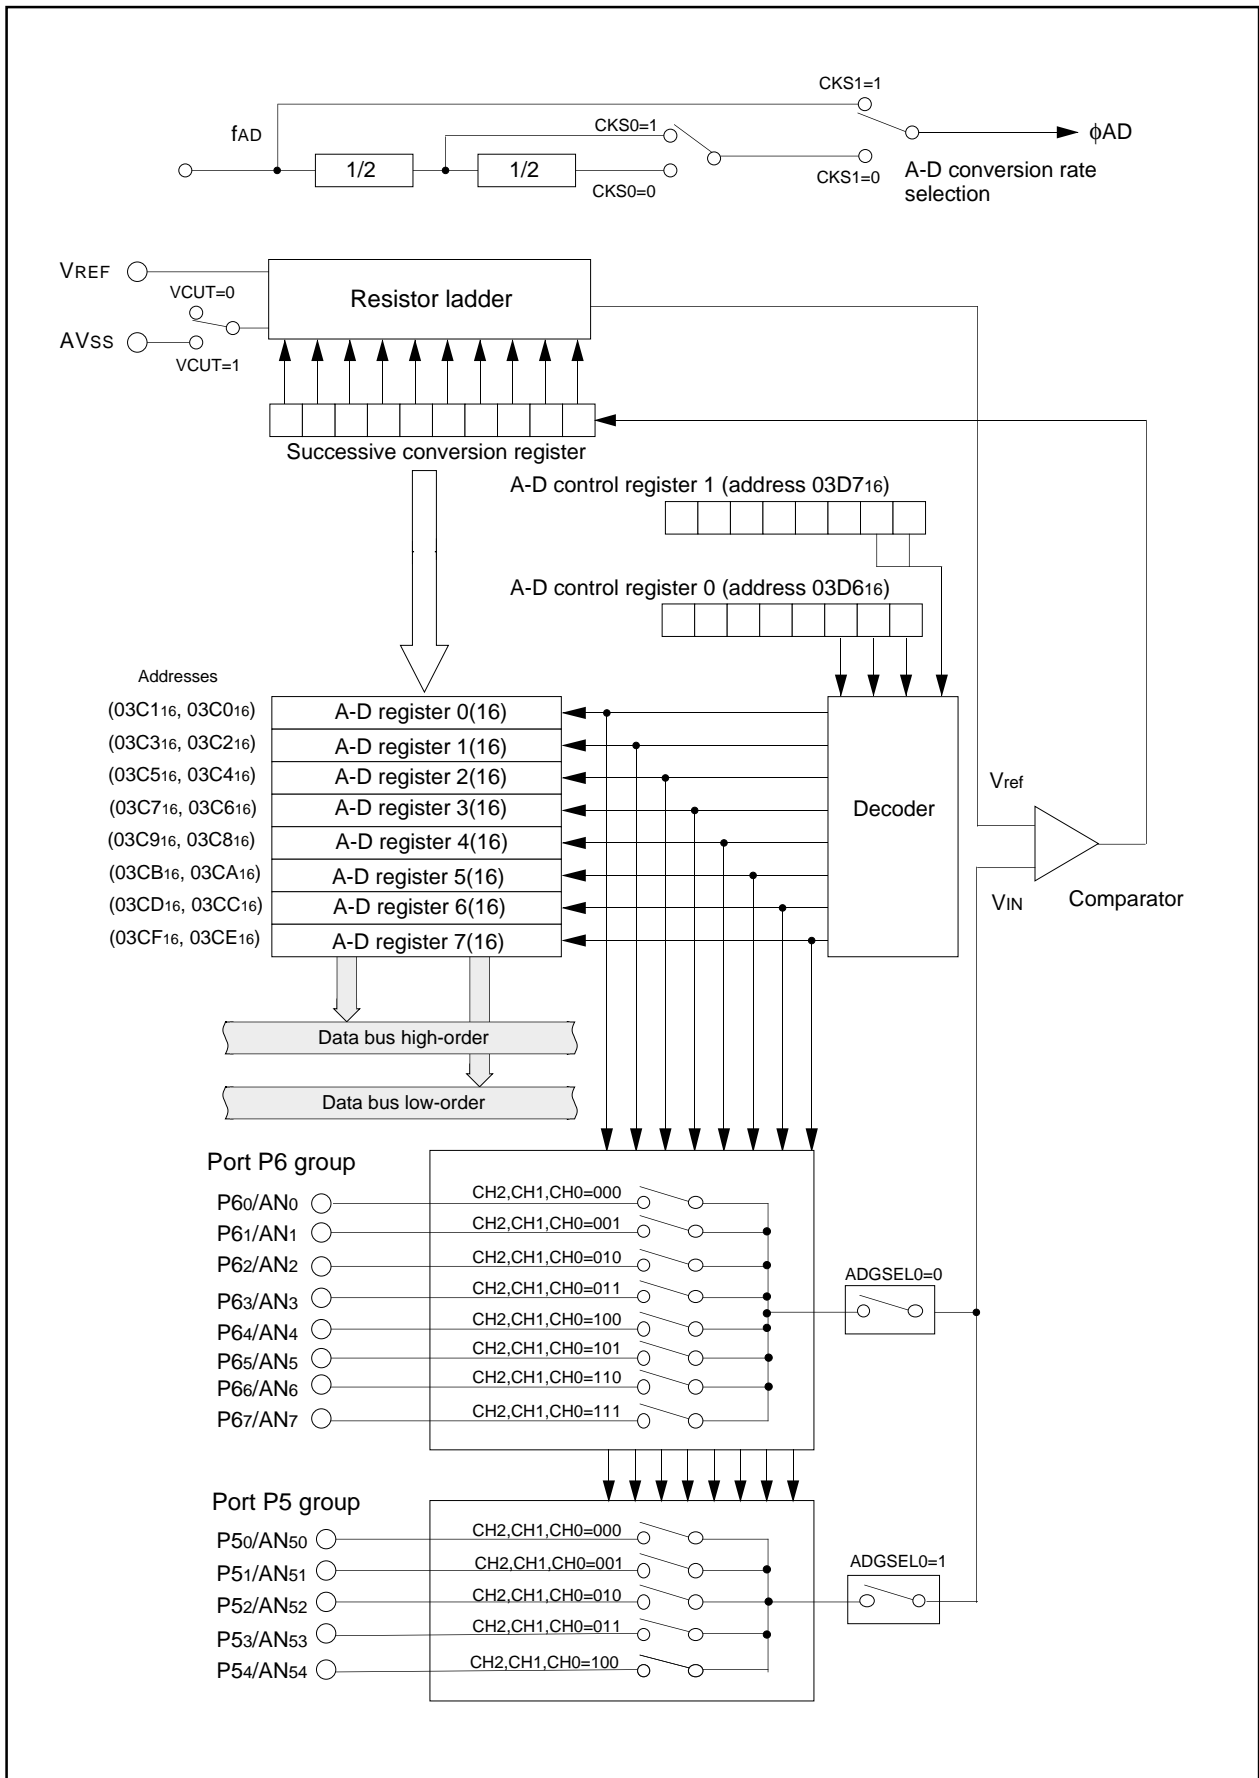 CKS1=1
fAD
CKS0=1
ϕAD
1/2
1/2
CKS0=0
CKS1=0
A-D conversion rate
selection
VREF
VCUT=0
Resistor ladder
AVSS
VCUT=1
Successive conversion register
A-D control register 1 (address 03D716)
A-D control register 0 (address 03D616)
Addresses
(03C116, 03C016)
A-D register 0(16)
(03C316, 03C216)
A-D register 1(16)
(03C516, 03C416)
A-D register 2(16)
(03C716, 03C616)
A-D register 3(16)
(03C916, 03C816)
A-D register 4(16)
(03CB16, 03CA16)
A-D register 5(16)
(03CD16, 03CC16)
A-D register 6(16)
(03CF16, 03CE16)
A-D register 7(16)
Decoder
Vref
VIN
Comparator
Data bus high-order
Data bus low-order
Port P6 group
P60/AN0
CH2,CH1,CH0=000
P61/AN1
CH2,CH1,CH0=001
P62/AN2
CH2,CH1,CH0=010
P63/AN3
CH2,CH1,CH0=011
P64/AN4
CH2,CH1,CH0=100
P65/AN5
CH2,CH1,CH0=101
P66/AN6
CH2,CH1,CH0=110
P67/AN7
CH2,CH1,CH0=111
ADGSEL0=0
Port P5 group
P50/AN50
CH2,CH1,CH0=000
P51/AN51
CH2,CH1,CH0=001
P52/AN52
CH2,CH1,CH0=010
P53/AN53
CH2,CH1,CH0=011
P54/AN54
CH2,CH1,CH0=100
ADGSEL0=1